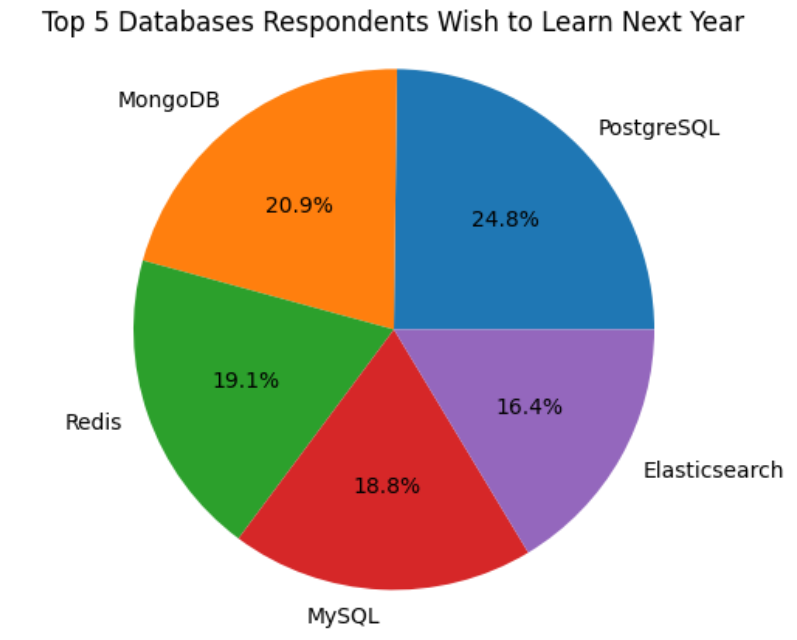 Top 5 Databases Respondents Wish to Learn Next Year
MongoDB
PostgreSQL
20.9%
24.8%
19.1%
16.4%
Redis
Elasticsearch
18.8%
MySQL